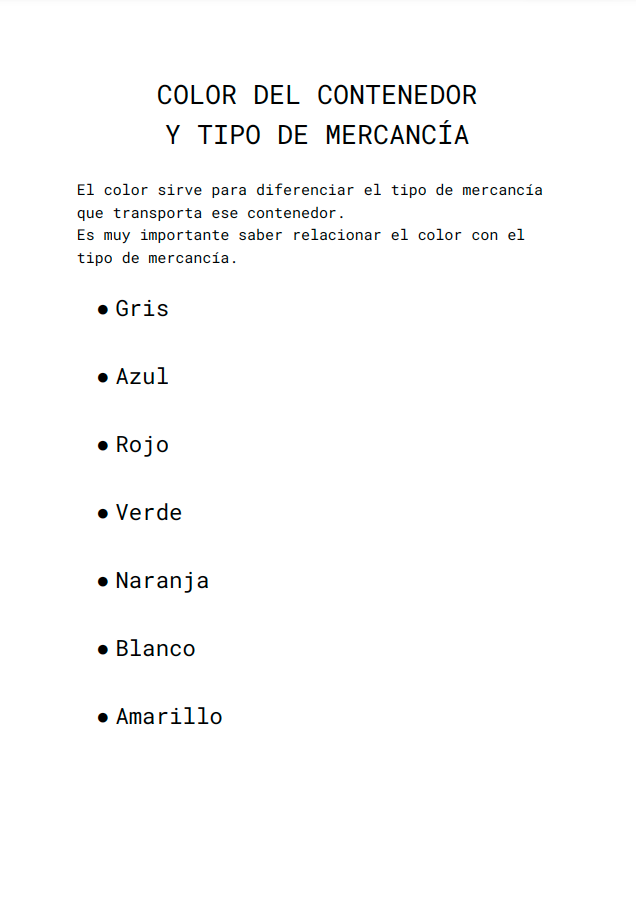 COLOR DEL CONTENEDOR
Y TIPO DE MERCANCÍA
El color sirve para diferenciar el tipo de mercancía
que transporta ese contenedor.
Es muy importante saber relacionar el color con el
tipo de mercancía.
● Gris
● Azul
● Rojo
● Verde
● Naranja
● Blanco
● Amarillo